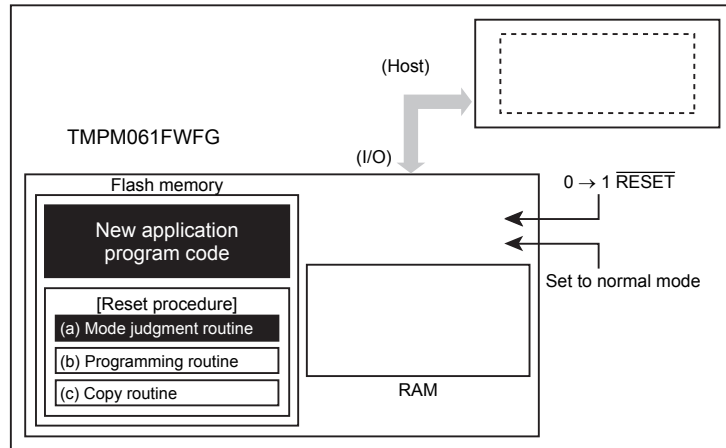 (Host)
TMPM061FWFG
(I/O)
Flash memory
0 → 1 RESET
New application
program code
Set to normal mode
[Reset procedure]
(a) Mode judgment routine
(b) Programming routine
(c) Copy routine
RAM